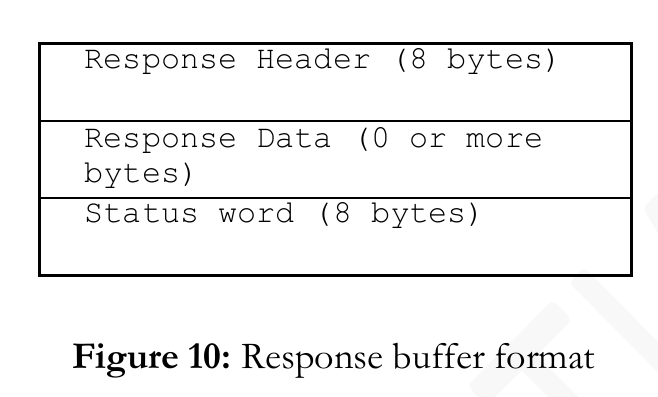 Response Header (8 bytes)
Response Data (0 or more
bytes)
Status word (8 bytes)
Figure 10: Response buffer format